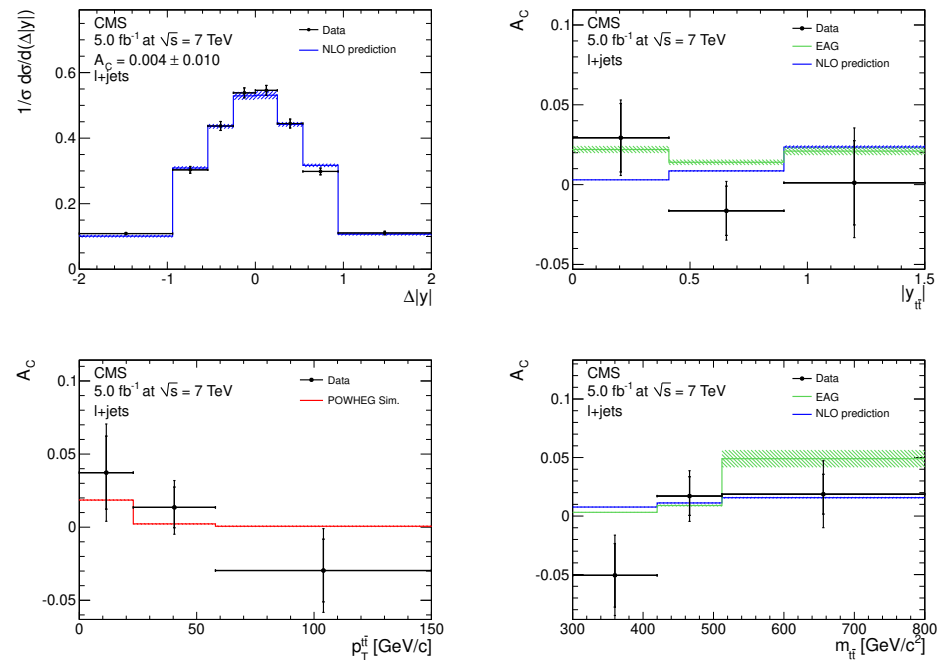 CMS
5.0 fb⁻¹ at √s = 7 TeV
A_C = 0.004 ± 0.010
l+jets
Data
NLO prediction
1/σ dσ/d(Δ|y|)
0.6
0.4
0.2
0
-2 -1 0 1 2
Δ|y|
A_C
CMS
5.0 fb⁻¹ at √s = 7 TeV
l+jets
Data
EAG
NLO prediction
0.1
0.05
0
-0.05
0 0.5 1 1.5
|y_tt̄|
A_C
CMS
5.0 fb⁻¹ at √s = 7 TeV
l+jets
Data
POWHEG Sim.
0.1
0.05
0
-0.05
0 50 100 150
p_T^tt̄ [GeV/c]
A_C
CMS
5.0 fb⁻¹ at √s = 7 TeV
l+jets
Data
EAG
NLO prediction
0.1
0.05
0
-0.05
300 400 500 600 700 800
m_tt̄ [GeV/c²]